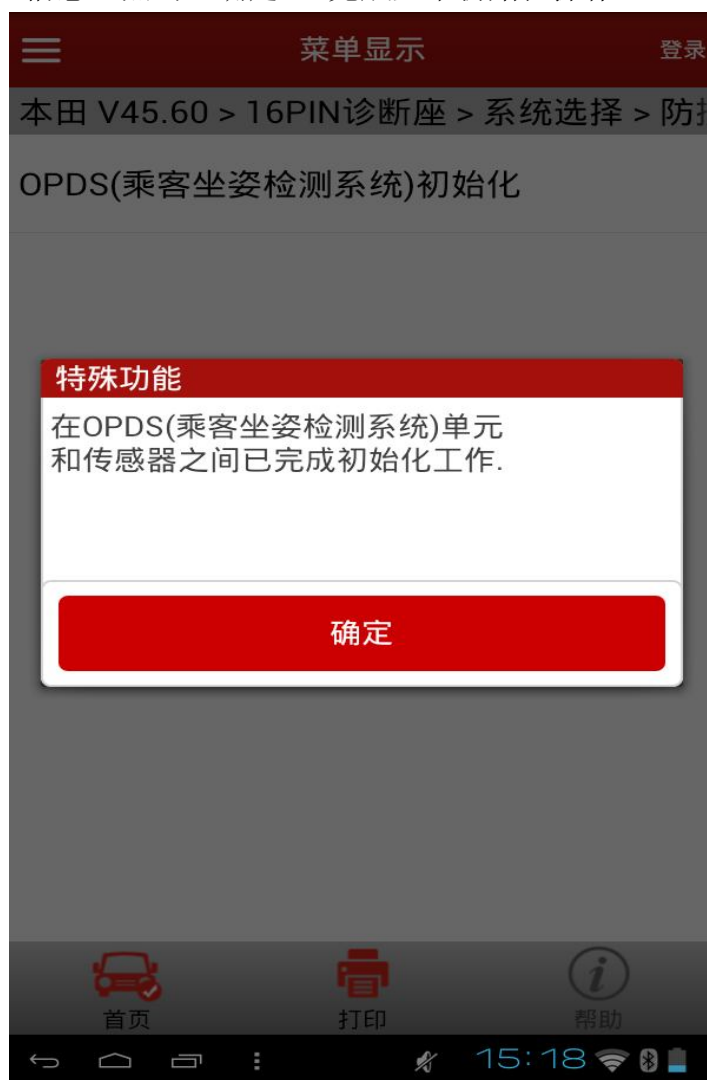 菜单显示
登录
本田 V45.60 > 16PIN诊断座 > 系统选择 > 防
OPDS(乘客坐姿检测系统)初始化
特殊功能
在OPDS(乘客坐姿检测系统)单元
和传感器之间已完成初始化工作.
确定
首页
打印
帮助
15:18